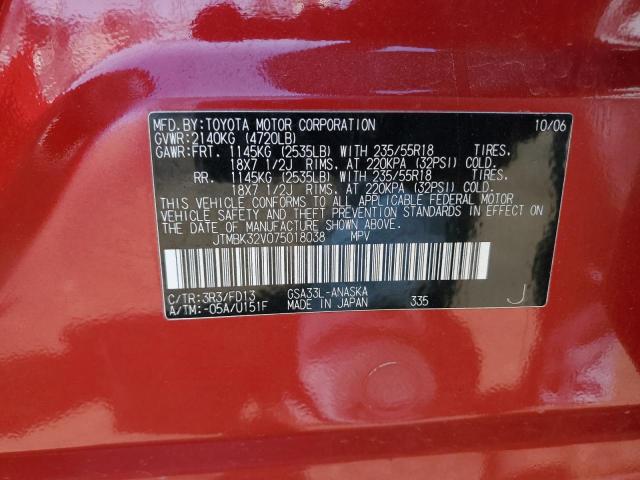 MFD.BY:TOYOTA MOTOR CORPORATION 10/06
GVWR:2140KG (4720LB)
GAWR:FRT. 1145KG (2535LB) WITH 235/55R18 TIRES.
18X7 1/2J RIMS. AT 220KPA (32PSI) COLD.
RR. 1145KG (2535LB) WITH 235/55R18 TIRES.
18X7 1/2J RIMS. AT 220KPA (32PSI) COLD.
THIS VEHICLE CONFORMS TO ALL APPLICABLE FEDERAL MOTOR
VEHICLE SAFETY AND THEFT PREVENTION STANDARDS IN EFFECT ON
THE DATE OF MANUFACTURE SHOWN ABOVE.
JTMBK32V075018038 MPV
C/TR:3R3/FD13 GSA33L-ANASKA
A/TM:-05A/U151F MADE IN JAPAN 335 J